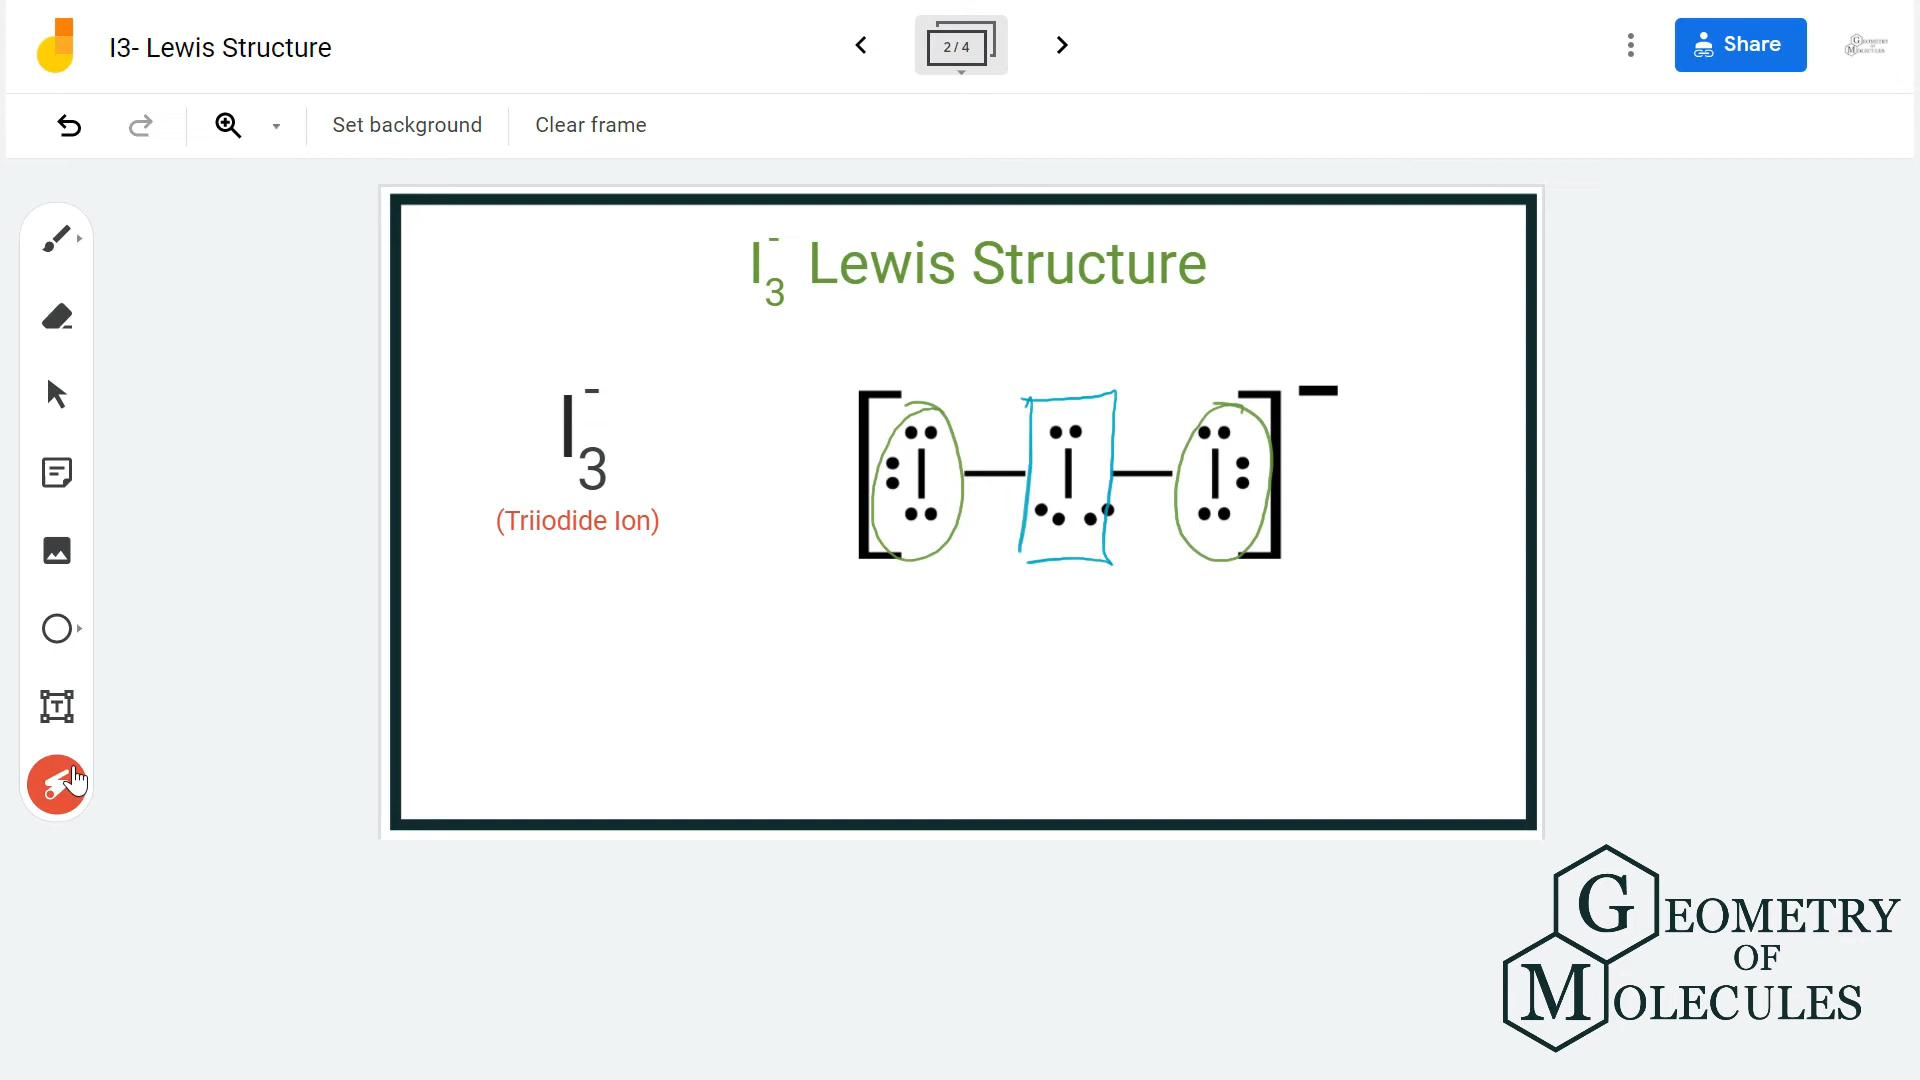 I3- Lewis Structure
2 / 4
Share
Set background
Clear frame
I₃⁻ Lewis Structure
I₃⁻
(Triiodide Ion)
[I—I—I]⁻
GEOMETRY
OF
MOLECULES